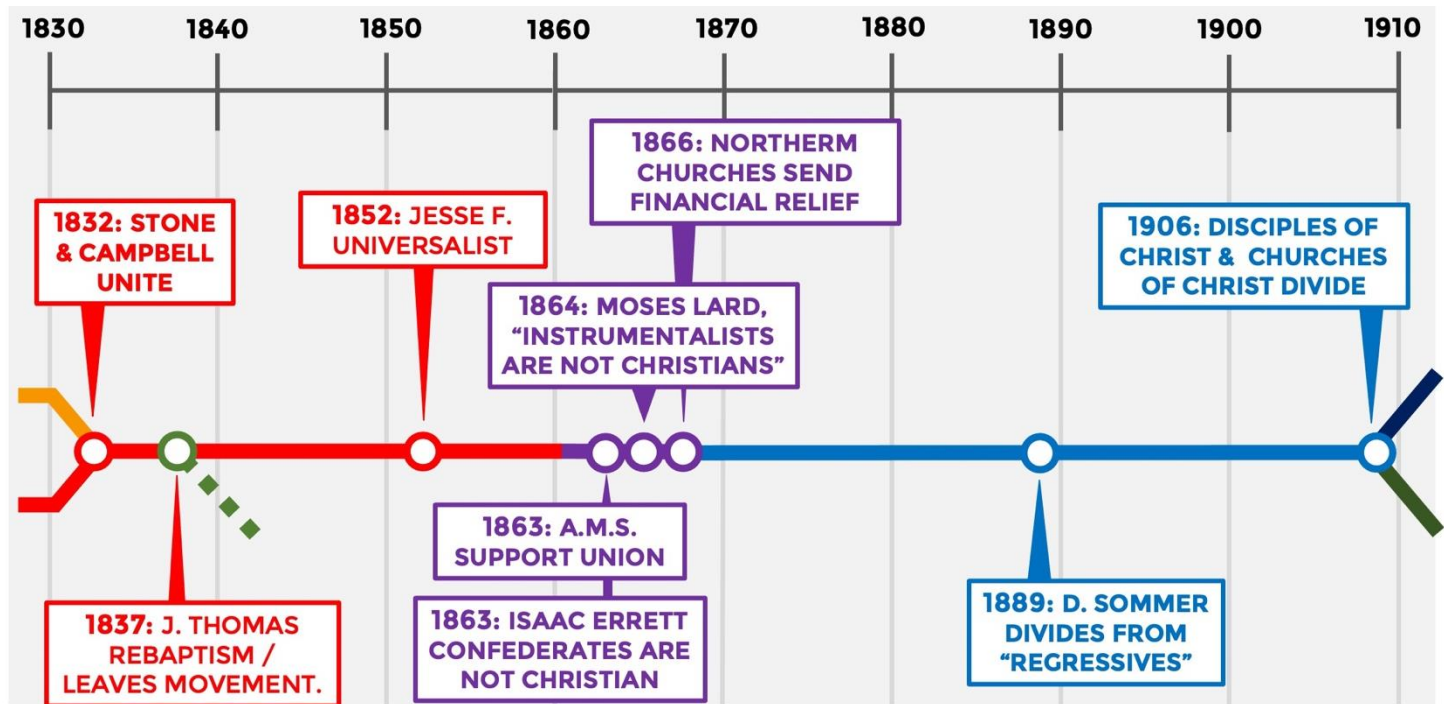 1830 1840 1850 1860 1870 1880 1890 1900 1910
1832: STONE
& CAMPBELL
UNITE
1852: JESSE F.
UNIVERSALIST
1866: NORTHERM
CHURCHES SEND
FINANCIAL RELIEF
1864: MOSES LARD,
“INSTRUMENTALISTS
ARE NOT CHRISTIANS”
1906: DISCIPLES OF
CHRIST & CHURCHES
OF CHRIST DIVIDE
1837: J. THOMAS
REBAPTISM /
LEAVES MOVEMENT.
1863: A.M.S.
SUPPORT UNION
1863: ISAAC ERRETT
CONFEDERATES ARE
NOT CHRISTIAN
1889: D. SOMMER
DIVIDES FROM
“REGRESSIVES”